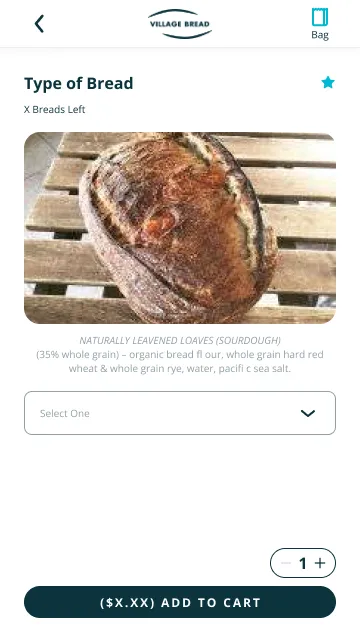 VILLAGE BREAD
Bag
Type of Bread
X Breads Left
NATURALLY LEAVENED LOAVES (SOURDOUGH)
(35% whole grain) – organic bread fl our, whole grain hard red
wheat & whole grain rye, water, pacifi c sea salt.
Select One
1
($X.XX) ADD TO CART